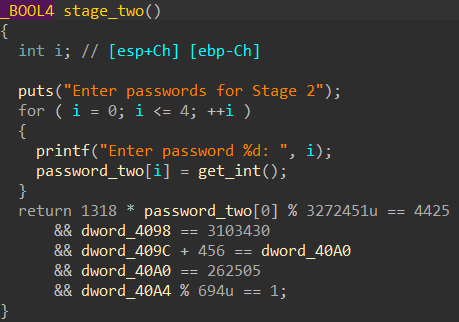 _BOOL4 stage_two()
{
  int i; // [esp+Ch] [ebp-Ch]

  puts("Enter passwords for Stage 2");
  for ( i = 0; i <= 4; ++i )
  {
    printf("Enter password %d: ", i);
    password_two[i] = get_int();
  }
  return 1318 * password_two[0] % 3272451u == 4425
      && dword_4098 == 3103430
      && dword_409C + 456 == dword_40A0
      && dword_40A0 == 262505
      && dword_40A4 % 694u == 1;
}